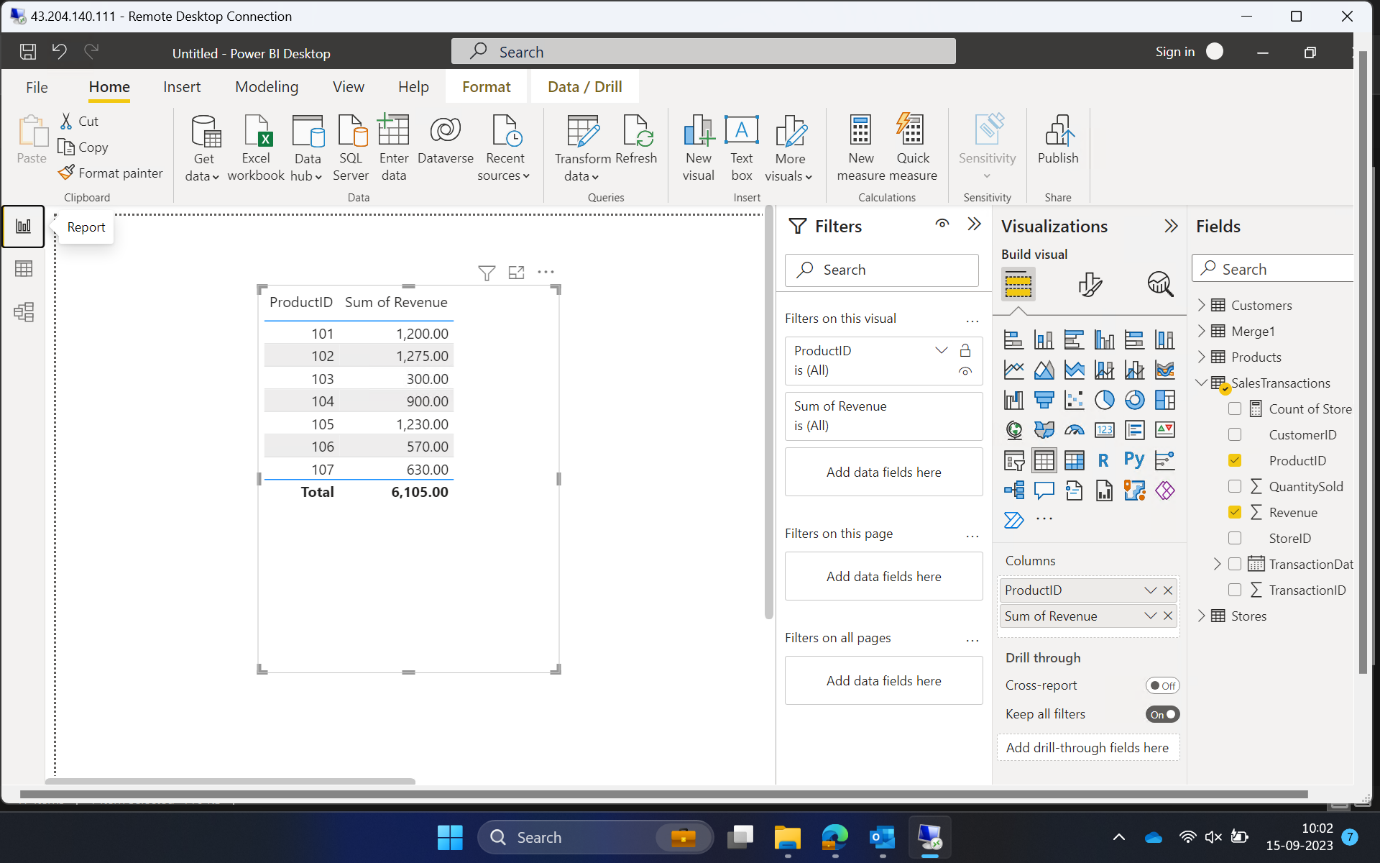 43.204.140.111 - Remote Desktop Connection
Untitled - Power BI Desktop
Search
Sign in
File
Home
Insert
Modeling
View
Help
Format
Data / Drill
Paste
Cut
Copy
Format painter
Clipboard
Get data
Excel workbook
Data hub
SQL Server
Enter data
Dataverse
Recent sources
Data
Transform data
Refresh
Queries
New visual
A
Text box
More visuals
Insert
New measure
Quick measure
Calculations
Sensitivity
Sensitivity
Publish
Share
Report
ProductID Sum of Revenue
101 1,200.00
102 1,275.00
103 300.00
104 900.00
105 1,230.00
106 570.00
107 630.00
Total 6,105.00
Filters
Search
Filters on this visual
ProductID
is (All)
Sum of Revenue
is (All)
Add data fields here
Filters on this page
Add data fields here
Filters on all pages
Add data fields here
Visualizations
Build visual
123
R
Py
Columns
ProductID
Sum of Revenue
Drill through
Cross-report
Off
Keep all filters
On
Add drill-through fields here
Fields
Search
Customers
Merge1
Products
SalesTransactions
Count of Store
CustomerID
ProductID
QuantitySold
Revenue
StoreID
TransactionDat
TransactionID
Stores
Search
10:02
15-09-2023
7